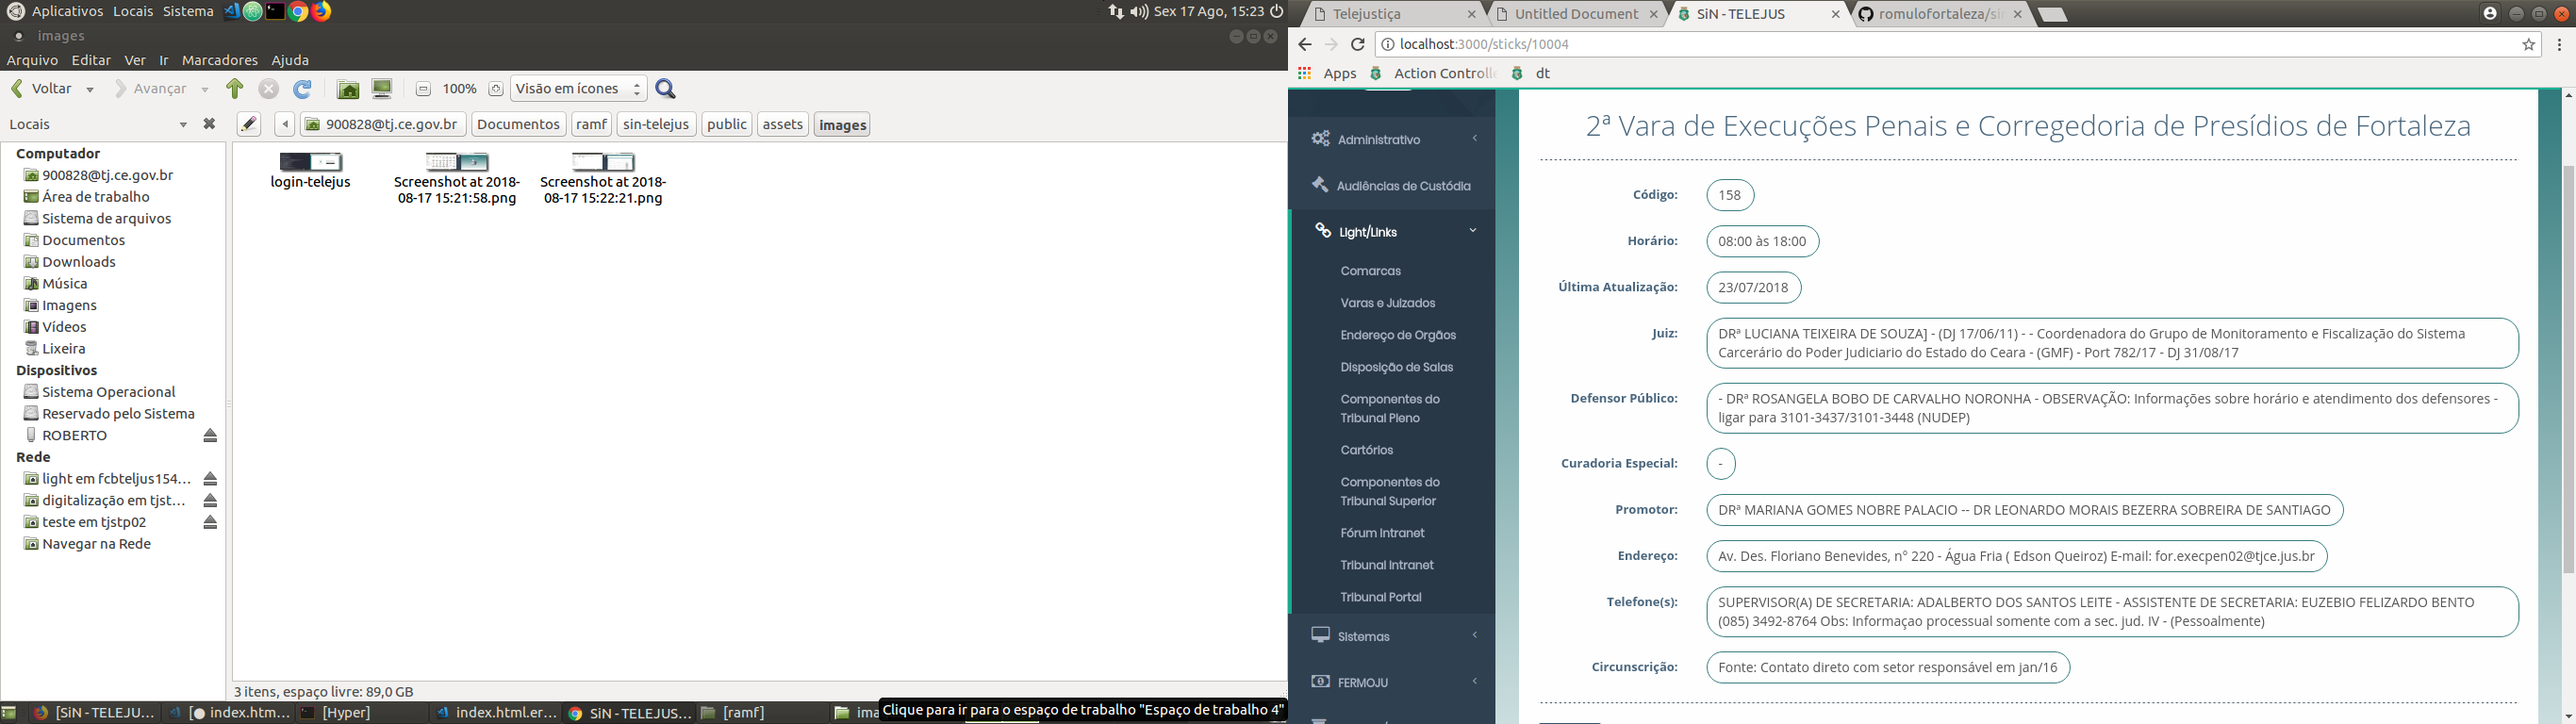 Aplicativos Locais Sistema
Sex 17 Ago, 15:23
images
Arquivo Editar Ver Ir Marcadores Ajuda
Voltar Avançar 100% Visão em ícones
Locais
900828@tj.ce.gov.br Documentos ramf sin-telejus public assets images
Computador
900828@tj.ce.gov.br
Área de trabalho
Sistema de arquivos
Documentos
Downloads
Música
Imagens
Vídeos
Lixeira
Dispositivos
Sistema Operacional
Reservado pelo Sistema
ROBERTO
Rede
light em fcbteljus154...
digitalização em tjst...
teste em tjstp02
Navegar na Rede
login-telejus
Screenshot at 2018-
08-17 15:21:58.png
Screenshot at 2018-
08-17 15:22:21.png
3 itens, espaço livre: 89,0 GB
[SiN - TELEJU... [● index.htm... [Hyper] index.html.er... SiN - TELEJUS... [ramf] ima
Clique para ir para o espaço de trabalho "Espaço de trabalho 4"
Telejustiça
Untitled Document
SiN - TELEJUS
romulofortaleza/sin
localhost:3000/sticks/10004
Apps Action Controlle dt
Administrativo
Audiências de Custódia
Light/Links
Comarcas
Varas e Juizados
Endereço de Orgãos
Disposição de Salas
Componentes do
Tribunal Pleno
Cartórios
Componentes do
Tribunal Superior
Fórum Intranet
Tribunal Intranet
Tribunal Portal
Sistemas
FERMOJU
2ª Vara de Execuções Penais e Corregedoria de Presídios de Fortaleza
Código: 158
Horário: 08:00 às 18:00
Última Atualização: 23/07/2018
Juiz: DRª LUCIANA TEIXEIRA DE SOUZA] - (DJ 17/06/11) - - Coordenadora do Grupo de Monitoramento e Fiscalização do Sistema
Carcerário do Poder Judiciario do Estado do Ceara - (GMF) - Port 782/17 - DJ 31/08/17
Defensor Público: - DRª ROSANGELA BOBO DE CARVALHO NORONHA - OBSERVAÇÃO: Informações sobre horário e atendimento dos defensores -
ligar para 3101-3437/3101-3448 (NUDEP)
Curadoria Especial: -
Promotor: DRª MARIANA GOMES NOBRE PALACIO -- DR LEONARDO MORAIS BEZERRA SOBREIRA DE SANTIAGO
Endereço: Av. Des. Floriano Benevides, n° 220 - Água Fria ( Edson Queiroz) E-mail: for.execpen02@tjce.jus.br
Telefone(s): SUPERVISOR(A) DE SECRETARIA: ADALBERTO DOS SANTOS LEITE - ASSISTENTE DE SECRETARIA: EUZEBIO FELIZARDO BENTO
(085) 3492-8764 Obs: Informaçao processual somente com a sec. jud. IV - (Pessoalmente)
Circunscrição: Fonte: Contato direto com setor responsável em jan/16